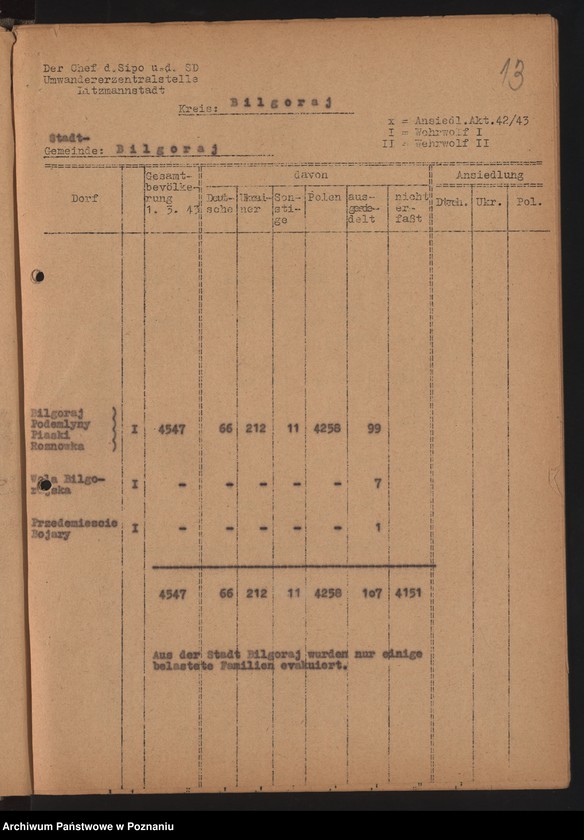 13
Der Chef d.Sipo u.d. SD
Umwandererzentralstelle
Litzmannstadt
Kreis: Bilgoraj
x = Ansiedl.Akt.42/43
I = Wehrwolf I
II = Wehrwolf II
Stadt-
Gemeinde: Bilgoraj
Dorf
Gesamt-
bevölke-
rung
1. 3. 43
davon
Deut-
sche
Ukrai-
ner
Son-
sti-
ge
Polen
aus-
gesie-
delt
nicht
er-
faßt
Ansiedlung
Dtsch. Ukr. Pol.
Bilgoraj
Podemlyny
Piaski
Roznowka } I 4547 66 212 11 4258 99
Wola Bilgo-
rajska I - - - - - 7
Przedemiescie
Bojary I - - - - - 1
4547 66 212 11 4258 107 4151
Aus der Stadt Bilgoraj wurden nur einige
belastete Familien evakuiert.
Archiwum Państwowe w Poznaniu